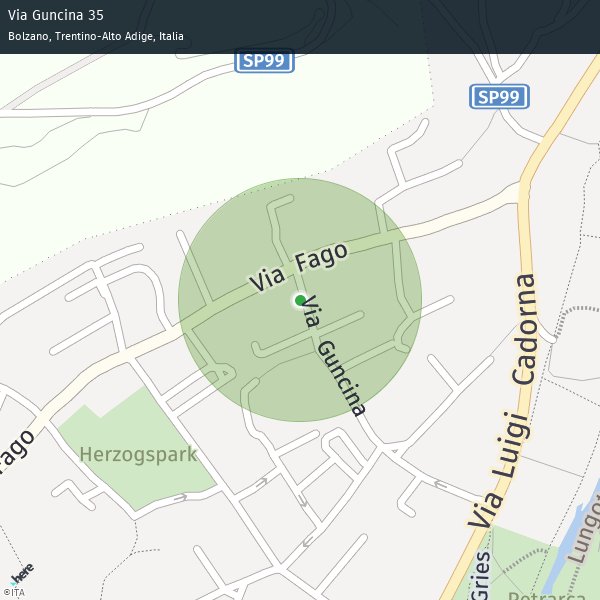 Via Guncina 35
Bolzano, Trentino-Alto Adige, Italia
SP99
SP99
Via Fago
Via Guncina
Via Luigi Cadorna
Herzogspark
Fago
Gries
Petrarca
Lungot
here
©ITA